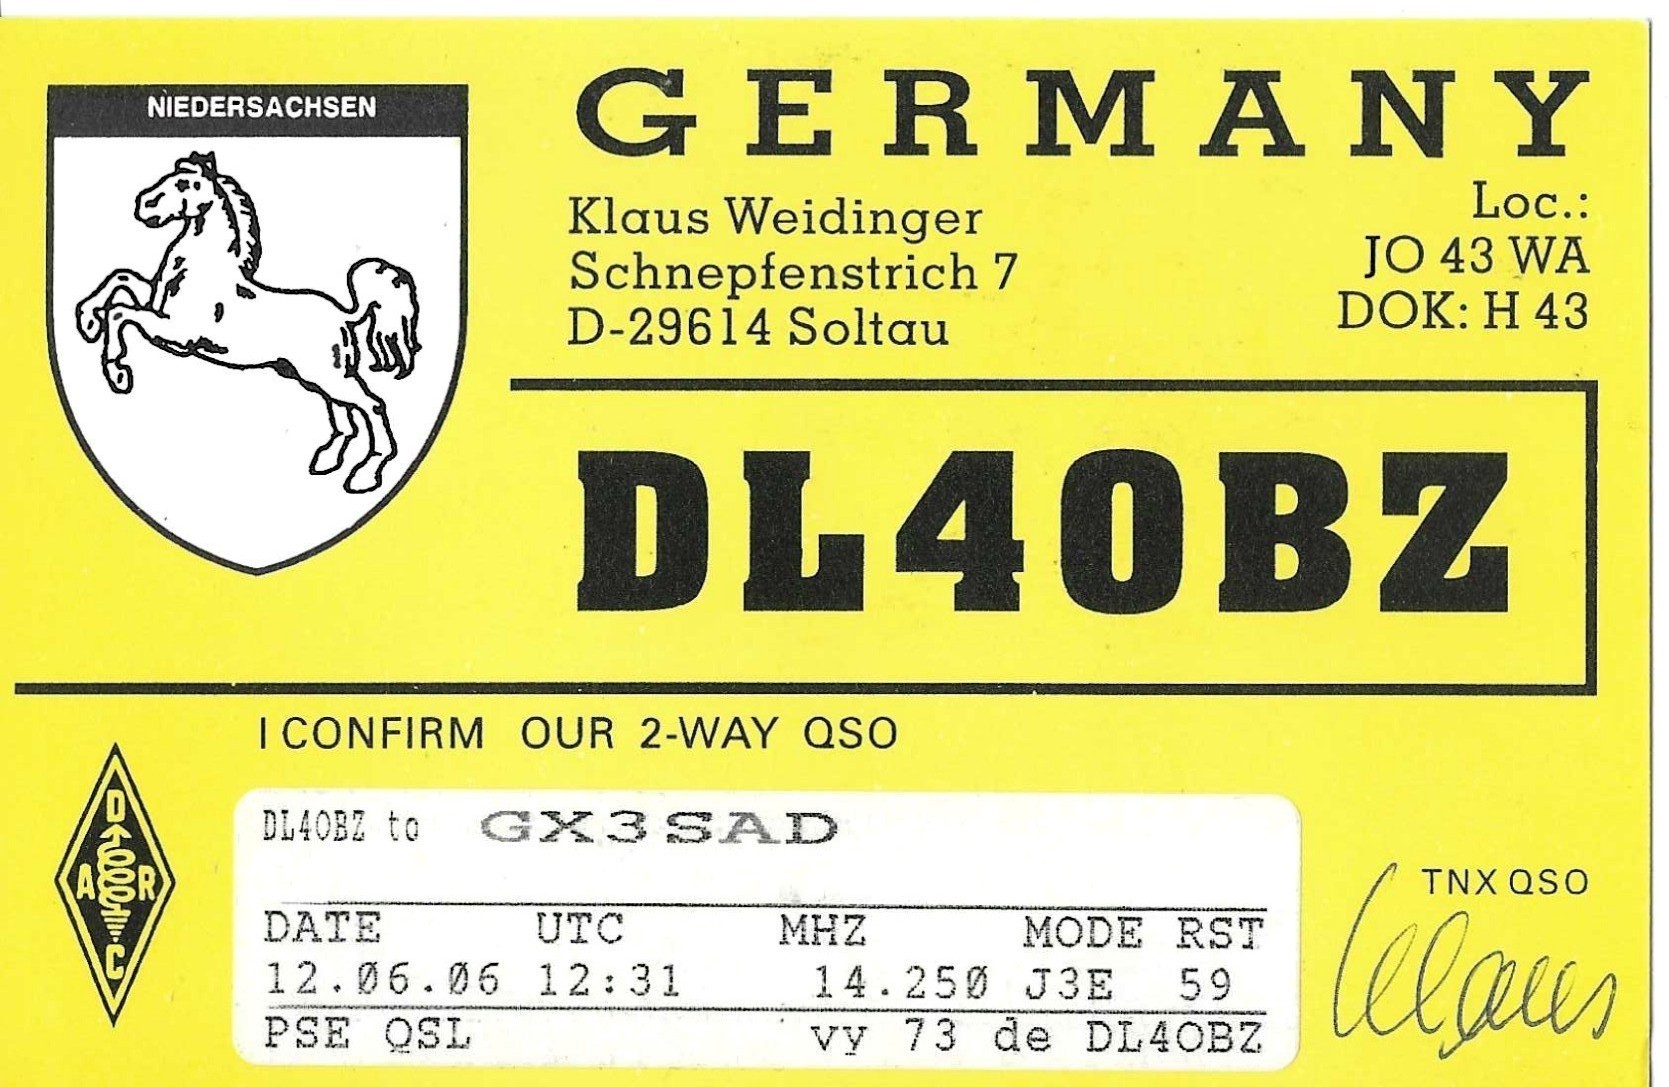 NIEDERSACHSEN
GERMANY
Klaus Weidinger
Schnepfenstrich 7
D-29614 Soltau
Loc.:
JO 43 WA
DOK: H 43
DL4OBZ
I CONFIRM OUR 2-WAY QSO
DARC
DL4OBZ to GX3SAD
DATE UTC MHZ MODE RST
12.06.06 12:31 14.250 J3E 59
PSE QSL vy 73 de DL4OBZ
TNX QSO
Klaus